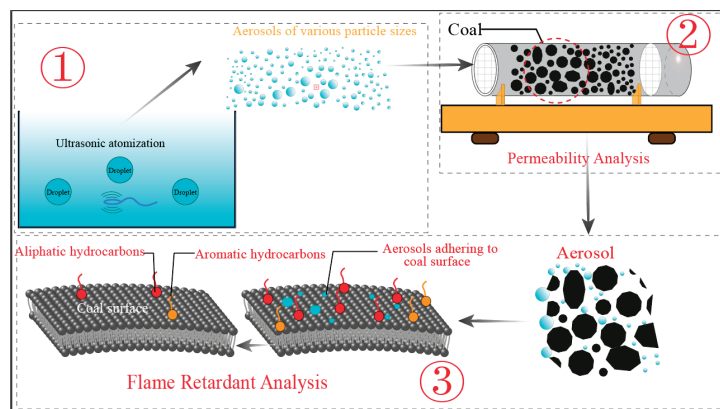 ①
Aerosols of various particle sizes
Ultrasonic atomization
Droplet
Droplet
Droplet
Coal
②
Permeability Analysis
Aliphatic hydrocarbons
Aromatic hydrocarbons
Aerosols adhering to
coal surface
Aerosol
Coal surface
Flame Retardant Analysis
③